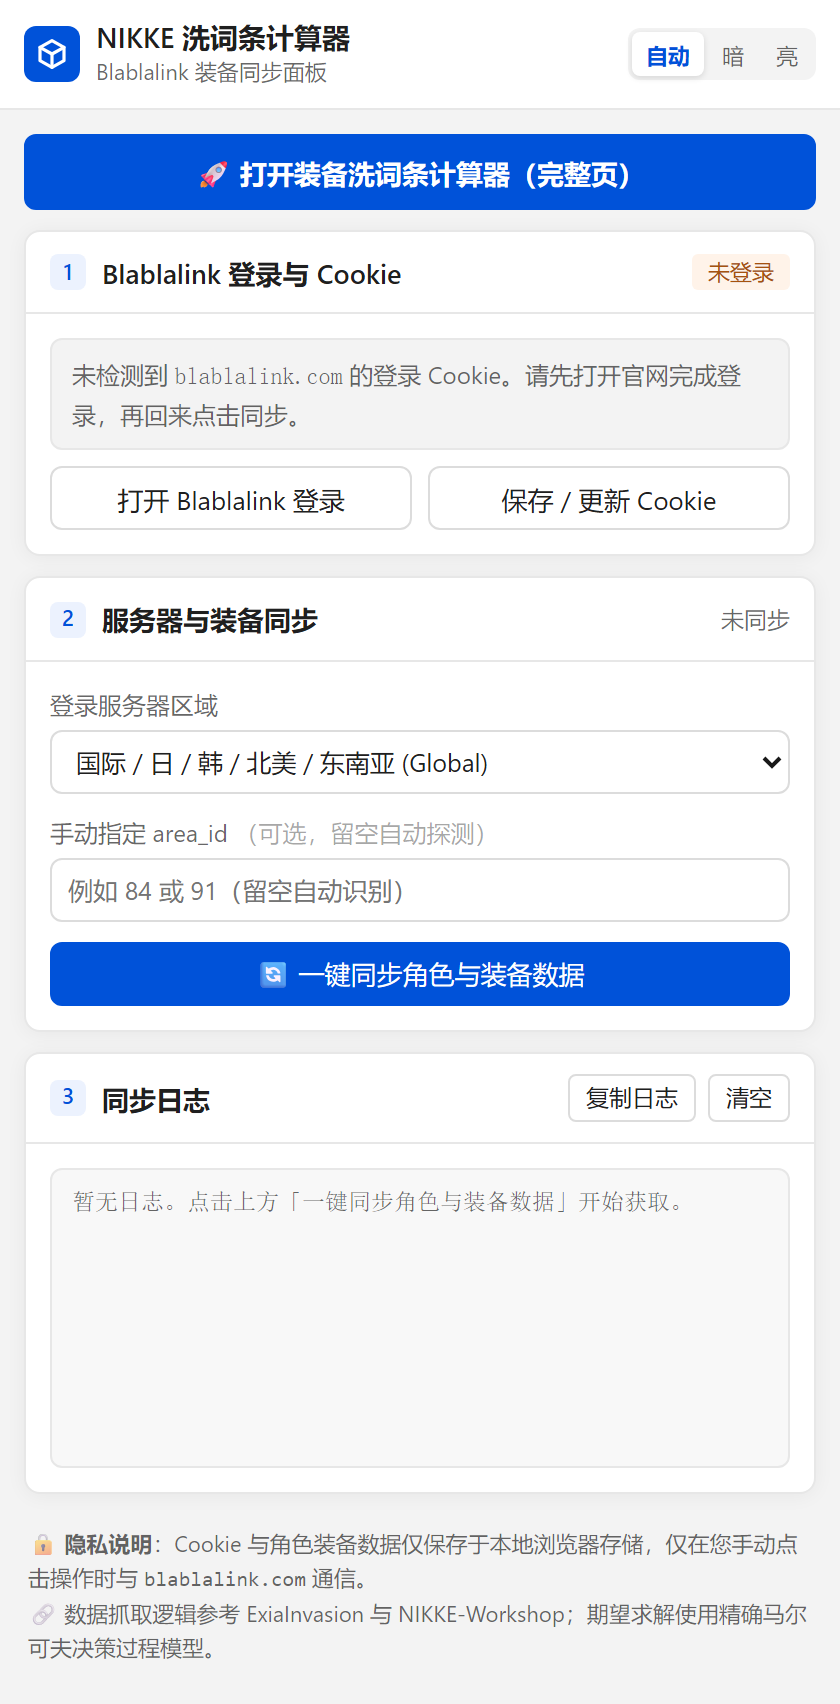 NIKKE 洗词条计算器
Blablalink 装备同步面板
自动 暗 亮
🚀 打开装备洗词条计算器（完整页）
1 Blablalink 登录与 Cookie 未登录
未检测到 blablalink.com 的登录 Cookie。请先打开官网完成登
录，再回来点击同步。
打开 Blablalink 登录 保存 / 更新 Cookie
2 服务器与装备同步 未同步
登录服务器区域
国际 / 日 / 韩 / 北美 / 东南亚 (Global)
手动指定 area_id （可选，留空自动探测）
例如 84 或 91（留空自动识别）
🔄 一键同步角色与装备数据
3 同步日志 复制日志 清空
暂无日志。点击上方「一键同步角色与装备数据」开始获取。
🔒 隐私说明：Cookie 与角色装备数据仅保存于本地浏览器存储，仅在您手动点
击操作时与 blablalink.com 通信。
🔗 数据抓取逻辑参考 ExiaInvasion 与 NIKKE-Workshop；期望求解使用精确马尔
可夫决策过程模型。